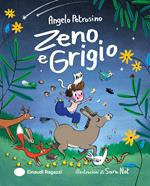 Angelo Petrosino
Zeno
e Grigio
Einaudi Ragazzi
illustrazioni di Sara Not